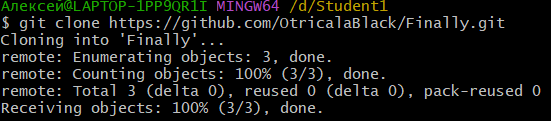 Алексей@LAPTOP-1PP9QR1I MINGW64 /d/Student1
$ git clone https://github.com/OtricalaBlack/Finally.git
Cloning into 'Finally'...
remote: Enumerating objects: 3, done.
remote: Counting objects: 100% (3/3), done.
remote: Total 3 (delta 0), reused 0 (delta 0), pack-reused 0
Receiving objects: 100% (3/3), done.